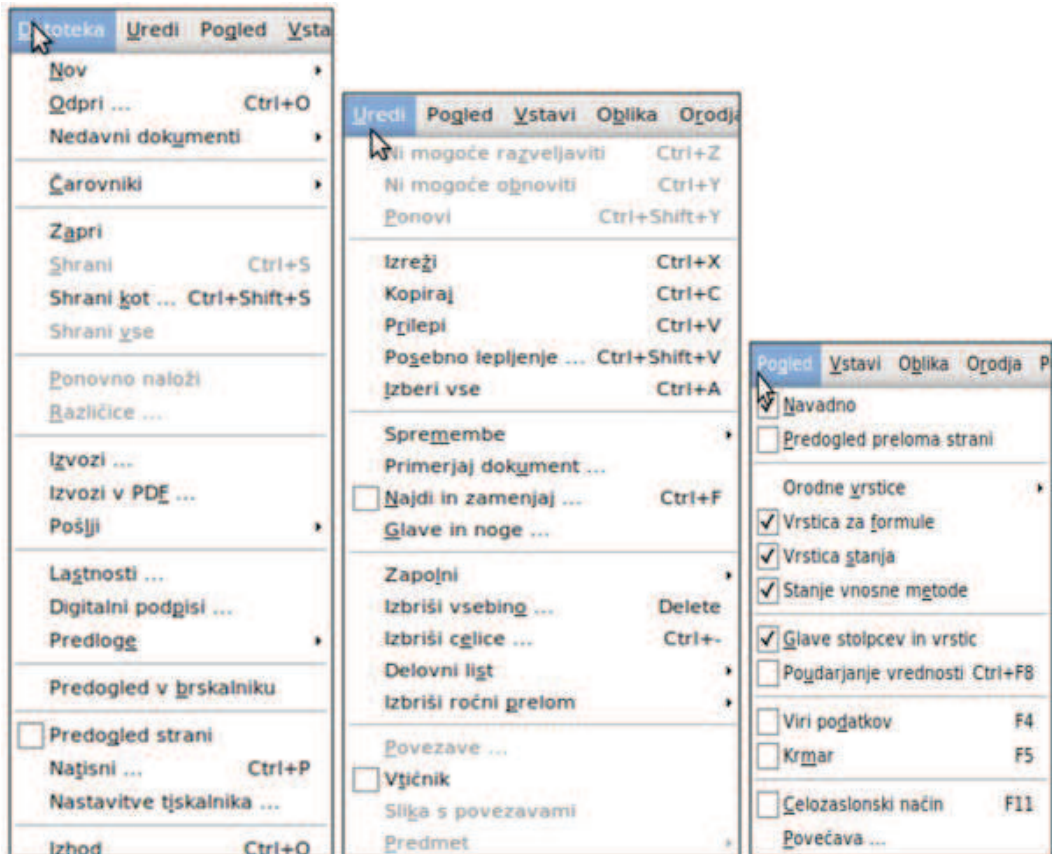 Datoteka Uredi Pogled Vsta
Nov
Odpri ... Ctrl+O
Nedavni dokumenti
Čarovniki
Zapri
Shrani Ctrl+S
Shrani kot ... Ctrl+Shift+S
Shrani vse
Ponovno naloži
Različice ...
Izvozi ...
Izvozi v PDF ...
Pošlji
Lastnosti ...
Digitalni podpisi ...
Predloge
Predogled v brskalniku
Predogled strani
Natisni ... Ctrl+P
Nastavitve tiskalnika ...
Izhod Ctrl+Q
Uredi Pogled Vstavi Oblika Orodja
Ni mogoče razveljaviti Ctrl+Z
Ni mogoče obnoviti Ctrl+Y
Ponovi Ctrl+Shift+Y
Izreži Ctrl+X
Kopiraj Ctrl+C
Prilepi Ctrl+V
Posebno lepljenje ... Ctrl+Shift+V
Izberi vse Ctrl+A
Spremembe
Primerjaj dokument ...
Najdi in zamenjaj ... Ctrl+F
Glave in noge ...
Zapolni
Izbriši vsebino ... Delete
Izbriši celice ... Ctrl+-
Delovni list
Izbriši ročni prelom
Povezave ...
Vtičnik
Slika s povezavami
Predmet
Pogled Vstavi Oblika Orodja P
Navadno
Predogled preloma strani
Orodne vrstice
Vrstica za formule
Vrstica stanja
Stanje vnosne metode
Glave stolpcev in vrstic
Poudarjanje vrednosti Ctrl+F8
Viri podatkov F4
Krmar F5
Celozaslonski način F11
Povečava ...